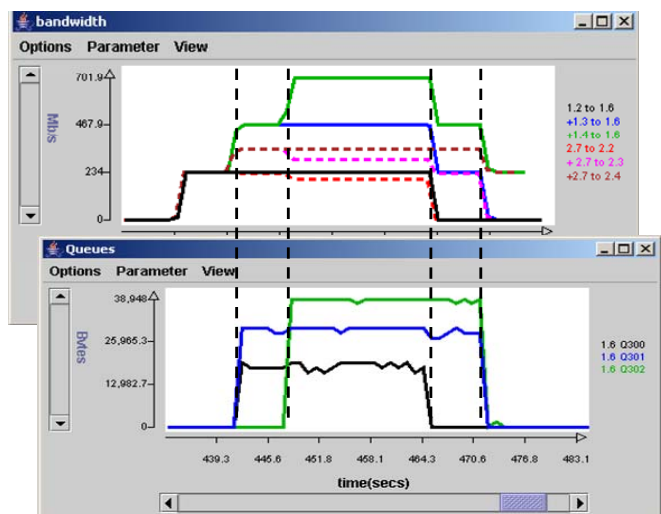 bandwidth
Options Parameter View
701.9
467.9
234
0
Mb/s
1.2 to 1.6
+1.3 to 1.6
+1.4 to 1.6
2.7 to 2.2
+ 2.7 to 2.3
+2.7 to 2.4
Queues
Options Parameter View
38,948
25,965.3
12,982.7
0
Bytes
1.6 Q300
1.6 Q301
1.6 Q302
439.3 445.6 451.8 458.1 464.3 470.6 476.8 483.1
time(secs)